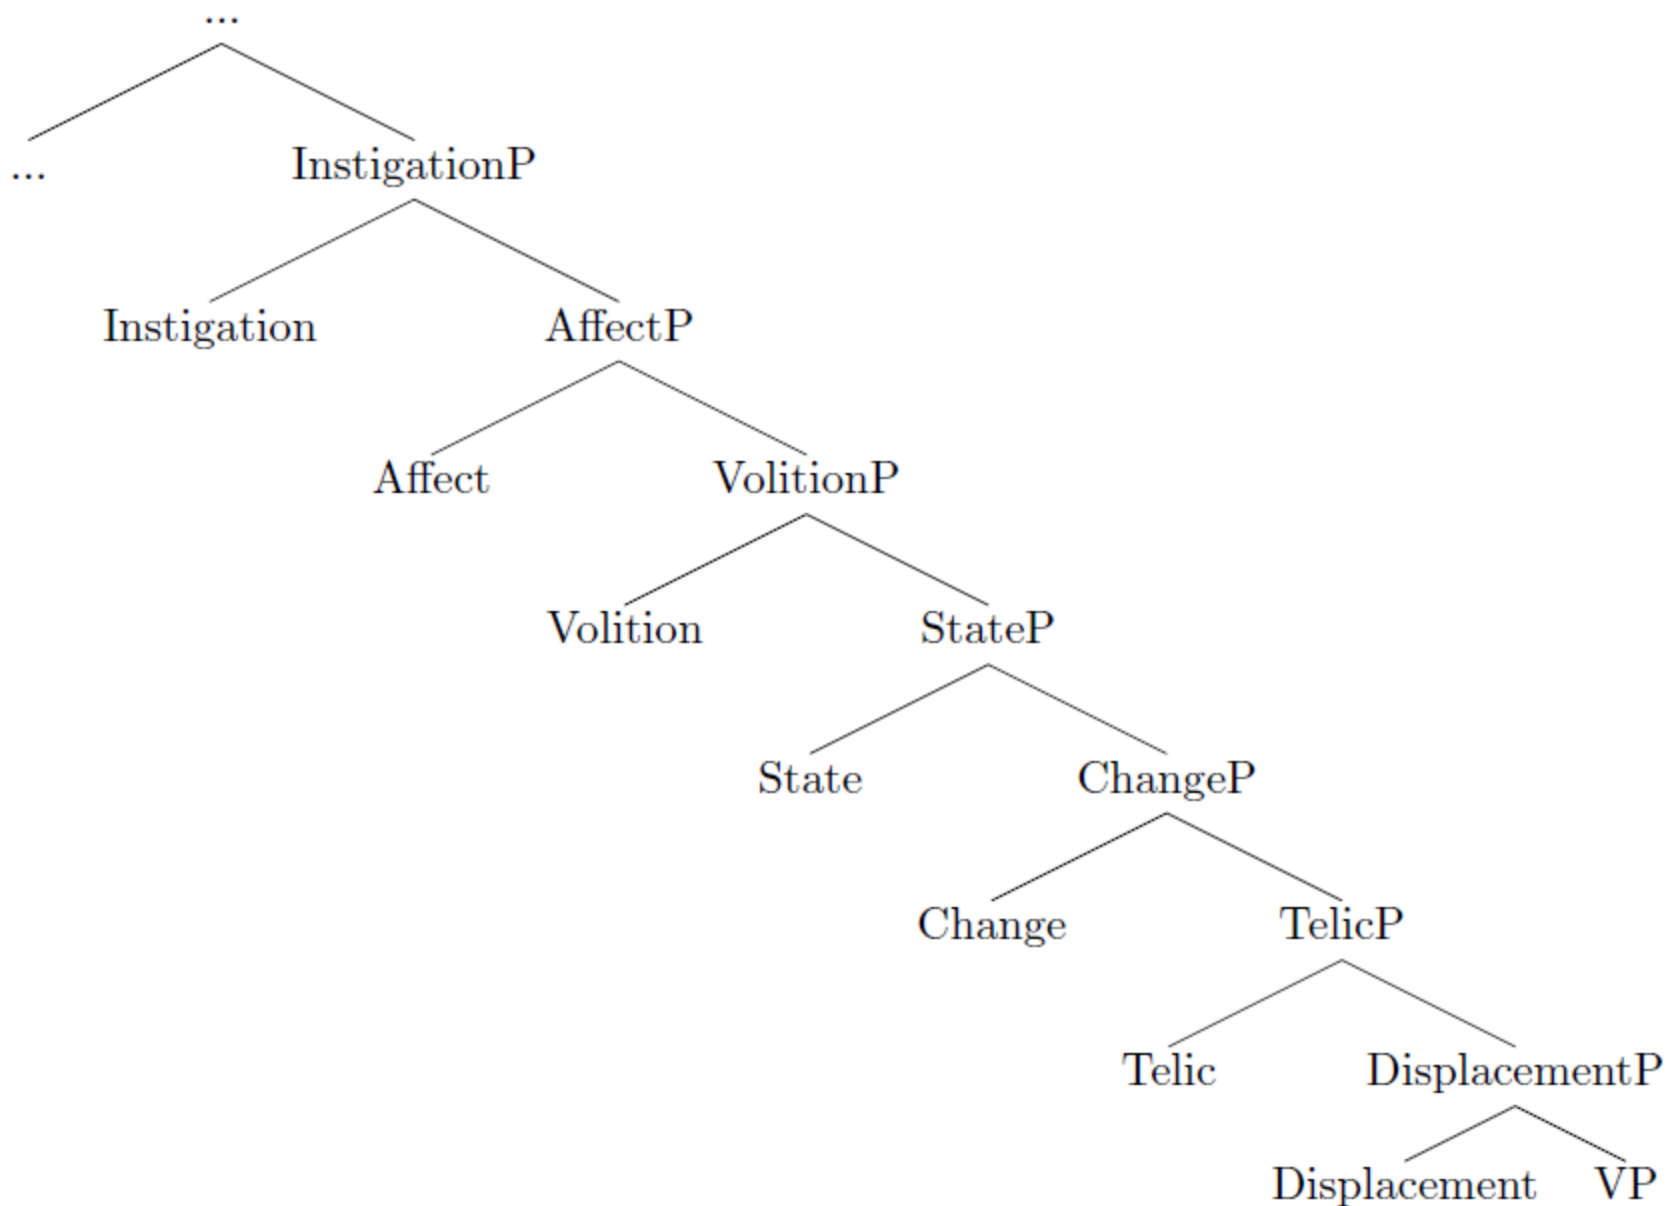 ...
... InstigationP
Instigation AffectP
Affect VolitionP
Volition StateP
State ChangeP
Change TelicP
Telic DisplacementP
Displacement VP